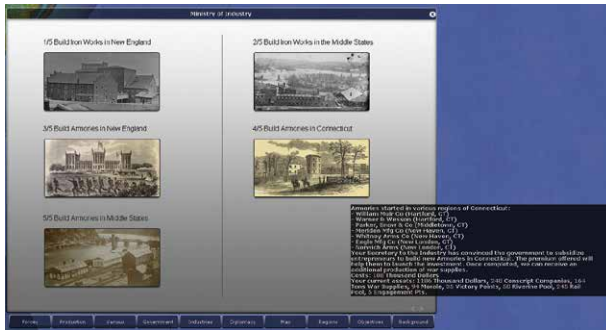 Ministry of Industry
1/5 Build Iron Works in New England
2/5 Build Iron Works in the Middle States
3/5 Build Armories in New England
4/5 Build Armories in Connecticut
5/5 Build Armories in Middle States
Armories started in various regions of Connecticut:
- William Muir Co (Hartford, CT)
- Warner & Wesson (Hartford, CT)
- Parker, Snow & Co (Middletown, CT)
- Meriden Mfg Co (New Haven, CT)
- Whitney Arms Co (New Haven, CT)
- Eagle Mfg Co (New London, CT)
- Norwich Arms (New London, CT)
Your Secretary to the Industry has convinced the government to subsidize
entrepreneurs to build new Armories in Connecticut. The premium offered will
help them to launch the investment. Once completed, we can receive an
additional production of war supplies.
Costs: 100 Thousand Dollars
Your current assets: 1106 Thousand Dollars, 240 Conscript Companies, 164
Tons War Supplies, 94 Morale, 25 Victory Points, 50 Riverine Pool, 245 Rail
Pool, 5 Engagement Pts.
Forces
Production
Government
Industries
Diplomacy
Map
Regions
Objectives
Background